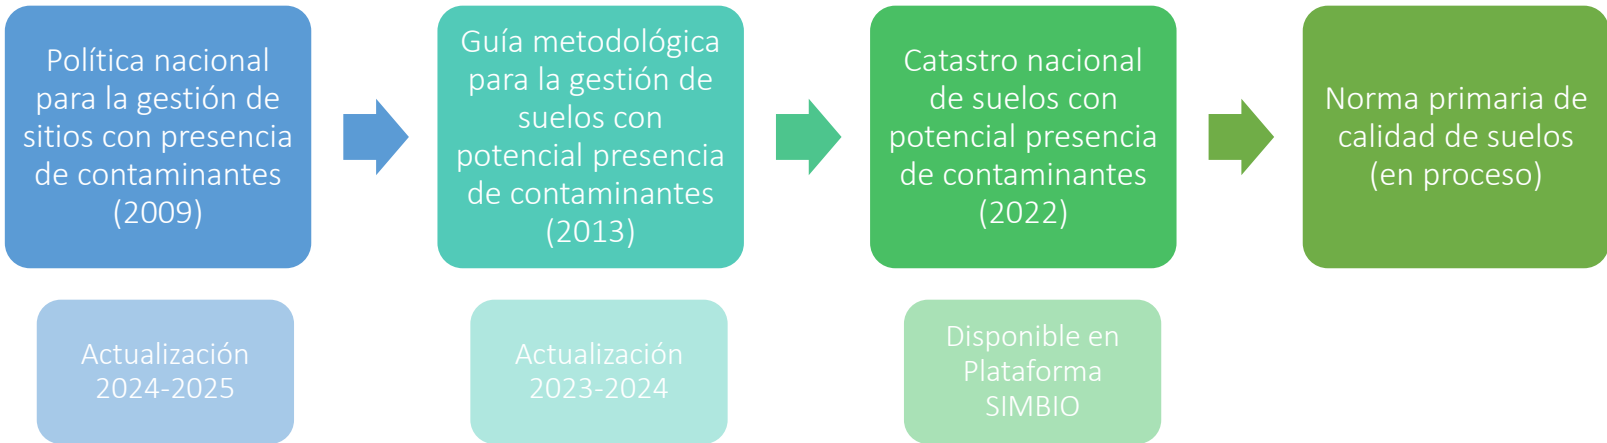 Política nacional
para la gestión de
sitios con presencia
de contaminantes
(2009)
Guía metodológica
para la gestión de
suelos con
potencial presencia
de contaminantes
(2013)
Catastro nacional
de suelos con
potencial presencia
de contaminantes
(2022)
Norma primaria de
calidad de suelos
(en proceso)
Actualización
2024-2025
Actualización
2023-2024
Disponible en
Plataforma
SIMBIO